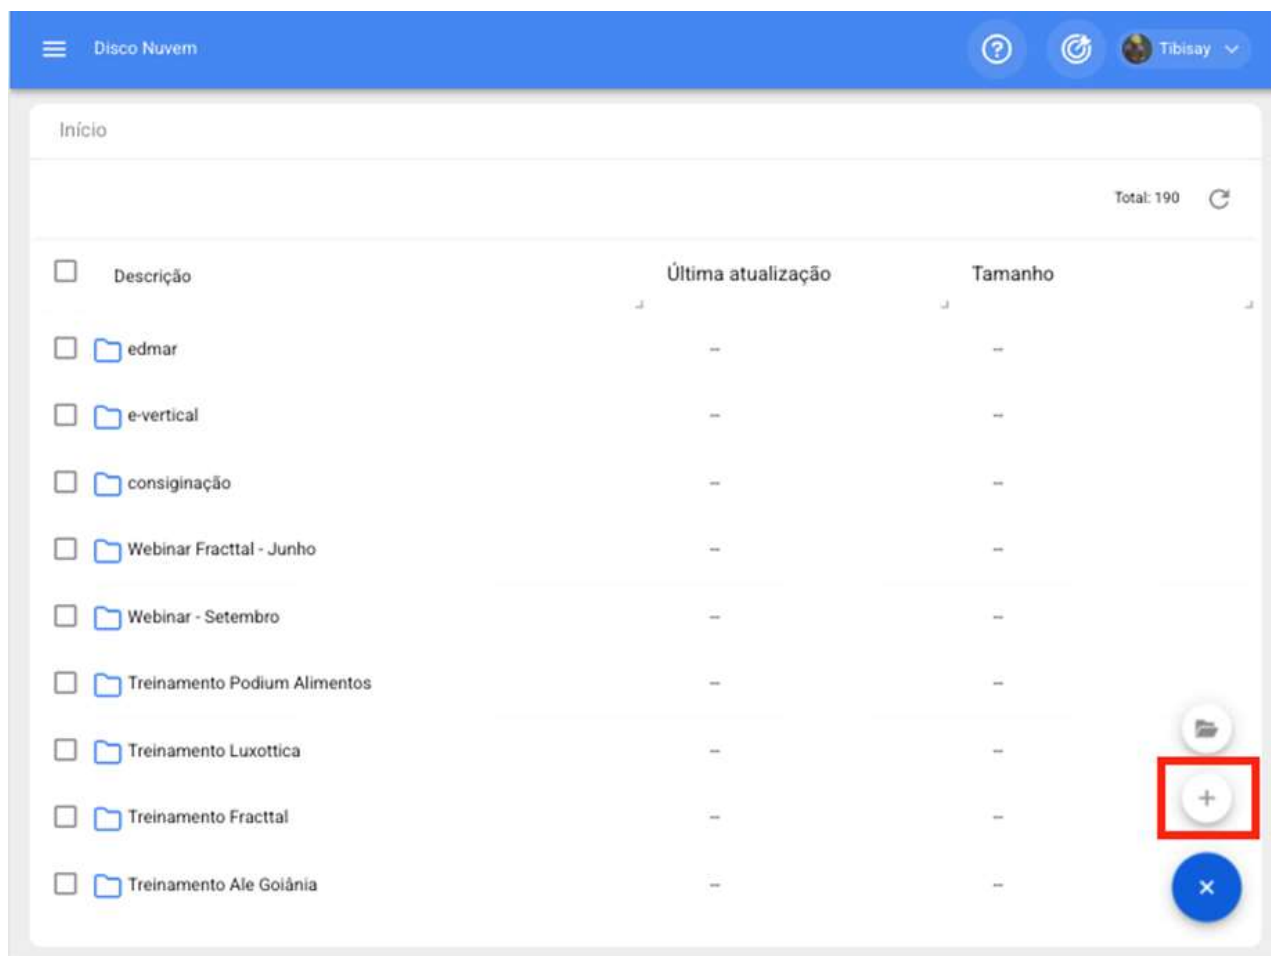 Disco Nuvem
Tibisay
Início
Total: 190
Descrição Última atualização Tamanho
edmar -- --
e-vertical -- --
consiginação -- --
Webinar Fracttal - Junho -- --
Webinar - Setembro -- --
Treinamento Podium Alimentos -- --
Treinamento Luxottica -- --
Treinamento Fracttal -- --
Treinamento Ale Goiânia -- --